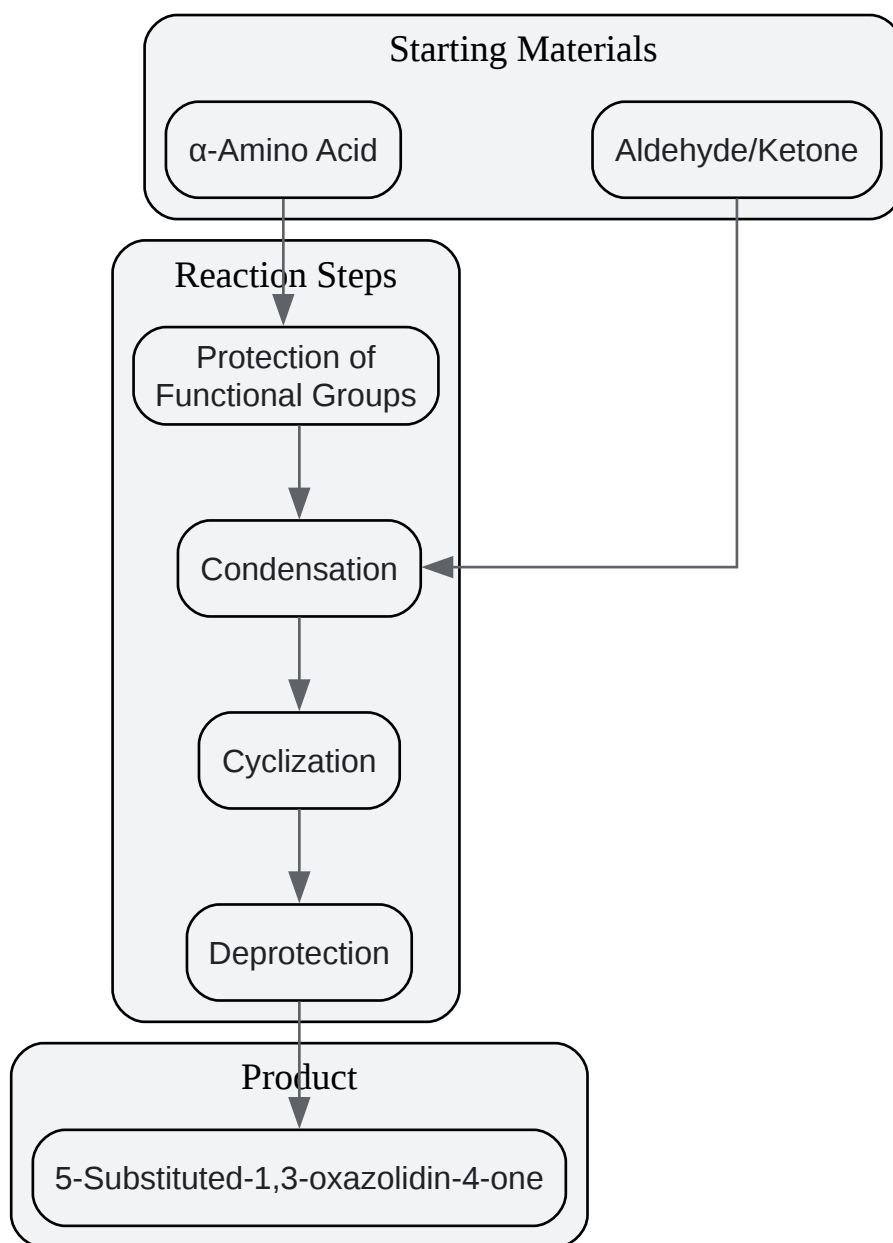 Starting Materials
α-Amino Acid
Aldehyde/Ketone
Reaction Steps
Protection of
Functional Groups
Condensation
Cyclization
Deprotection
Product
5-Substituted-1,3-oxazolidin-4-one